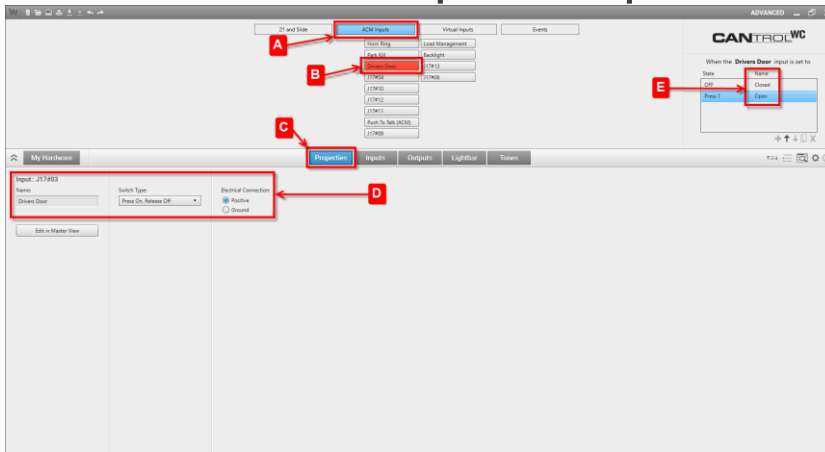 W
ADVANCED
21 and Side
ACM Inputs
Virtual Inputs
Events
A
Horn Ring
Load Management
Park Kill
Backlight
B
Drivers Door
J17#13
J17#04
J17#06
J17#10
J17#12
J17#11
Push To Talk (ACM)
J17#09
CANTROLWC
When the Drivers Door input is set to
State
Name
Off
Closed
Press 1
Open
E
C
My Hardware
Properties
Inputs
Outputs
Lightbar
Tones
Input: J17#03
Name:
Switch Type:
Electrical Connection:
Drivers Door
Press On, Release Off
Positive
Ground
D
Edit in Master View